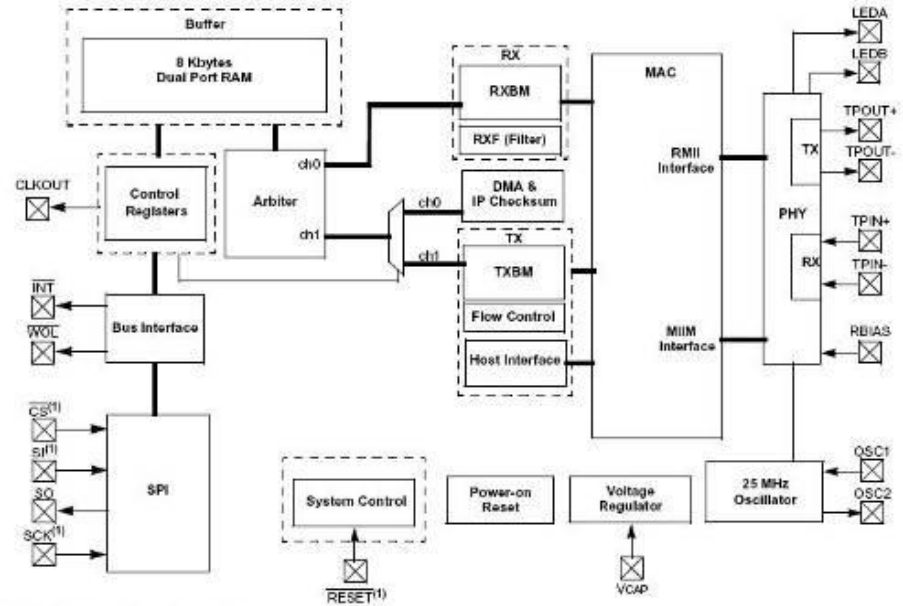 Buffer
8 Kbytes
Dual Port RAM
CLKOUT
Control
Registers
Arbiter
ch0
ch1
RX
RXBM
RXF (Filter)
ch0
DMA &
IP Checksum
TX
ch1
TXBM
Flow Control
Host Interface
MAC
RMII
Interface
MIIM
Interface
LEDA
LEDB
TPOUT+
TX
TPOUT-
PHY
TPIN+
RX
TPIN-
RBIAS
INT
WOL
Bus Interface
CS(1)
SI(1)
SO
SCK(1)
SPI
System Control
RESET(1)
Power-on
Reset
Voltage
Regulator
VCAP
25 MHz
Oscillator
OSC1
OSC2